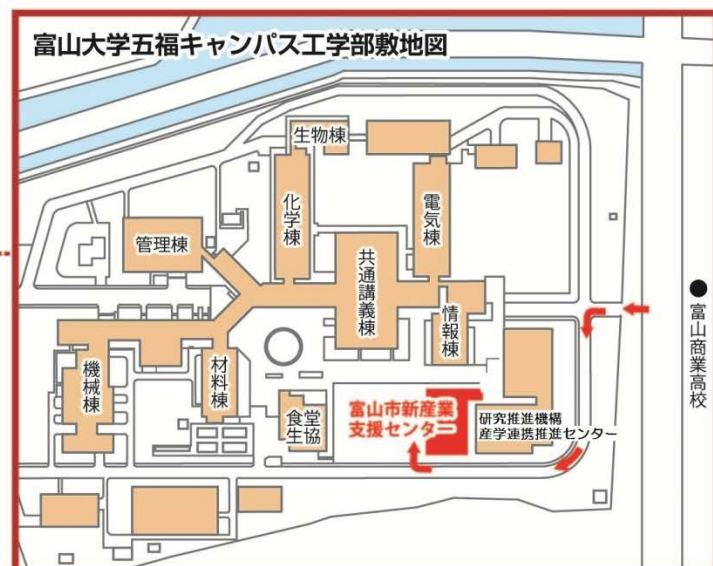 富山大学五福キャンパス工学部敷地図
生物棟
化学棟
電気棟
管理棟
共通講義棟
情報棟
機械棟
材料棟
食堂
生協
富山市新産業
支援センター
研究推進機構
産学連携推進センター
●富山商業高校